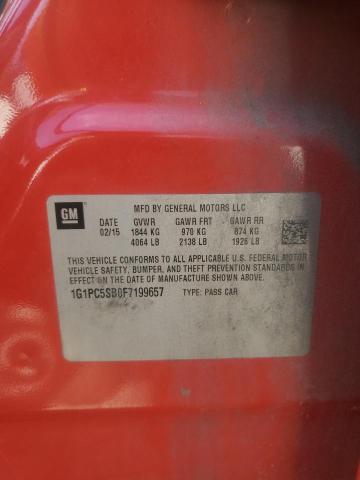 GM
MFD BY GENERAL MOTORS LLC
02/15 GVWR GAWR FRT GAWR RR
1844 KG 970 KG 874 KG
4064 LB 2138 LB 1926 LB
THIS VEHICLE CONFORMS TO ALL APPLICABLE U.S. FEDERAL MOTOR
VEHICLE SAFETY, BUMPER, AND THEFT PREVENTION STANDARDS
IN EFFECT ON THE DATE OF MANUFACTURE SHOWN ABOVE.
1G1PC5SB0F7199657 TYPE: PASS CAR